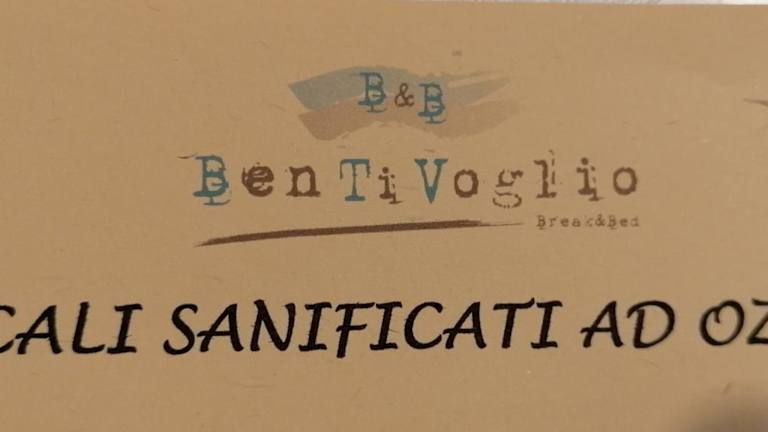 B&B
BenTiVoglio
Break&Bed
CALI SANIFICATI AD OZ